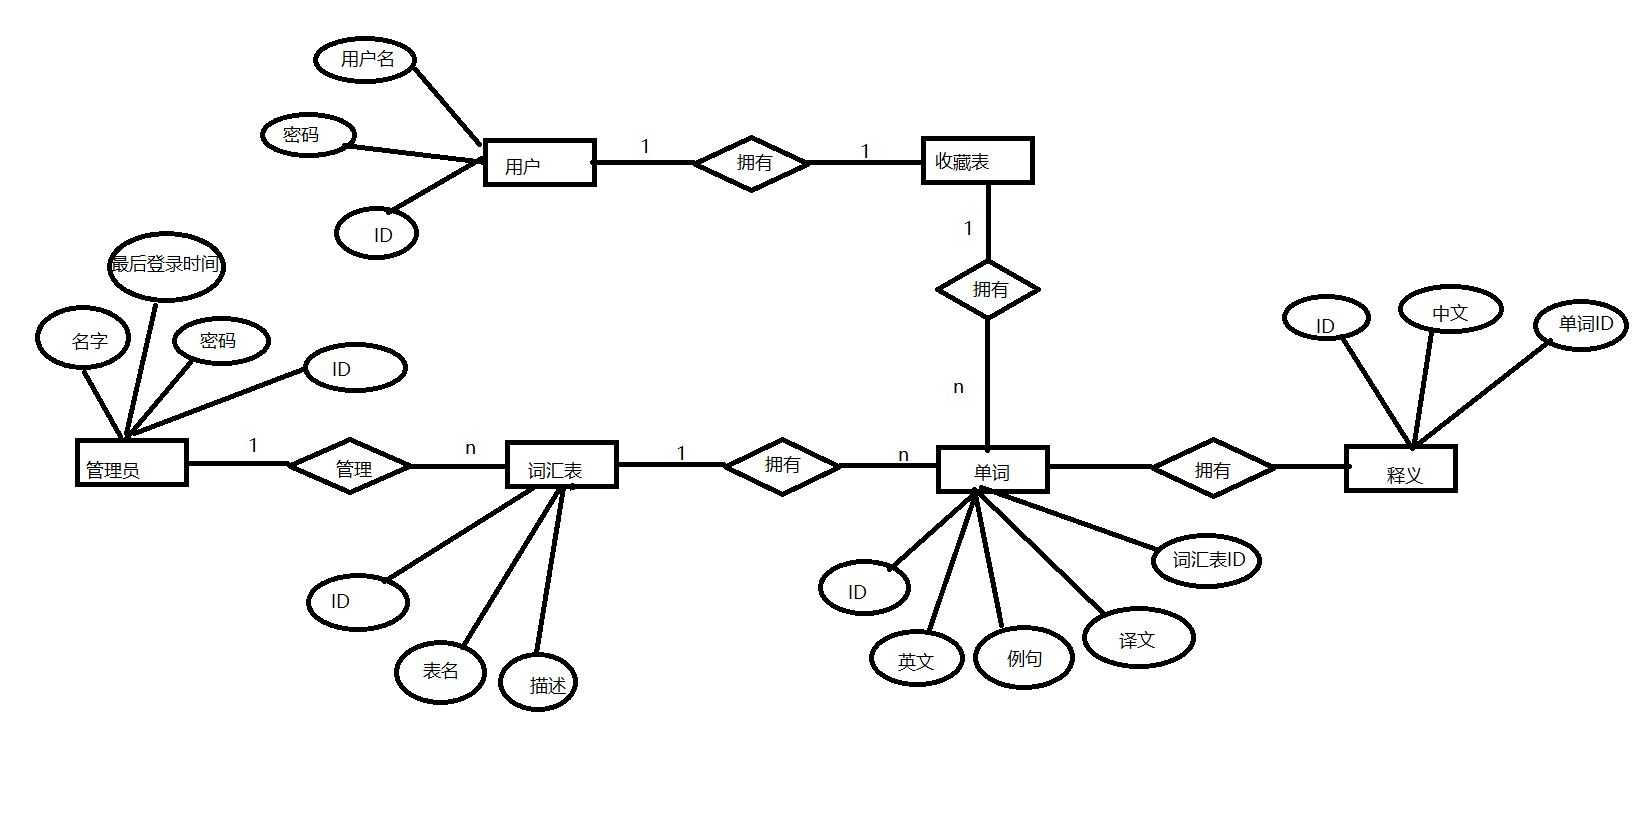 用户名
密码
用户
1
拥有
1
收藏表
ID
1
最后登录时间
拥有
名字
密码
ID
ID
中文
单词ID
n
管理员
1
管理
n
词汇表
1
拥有
n
单词
拥有
释义
ID
表名
描述
ID
英文
例句
译文
词汇表ID